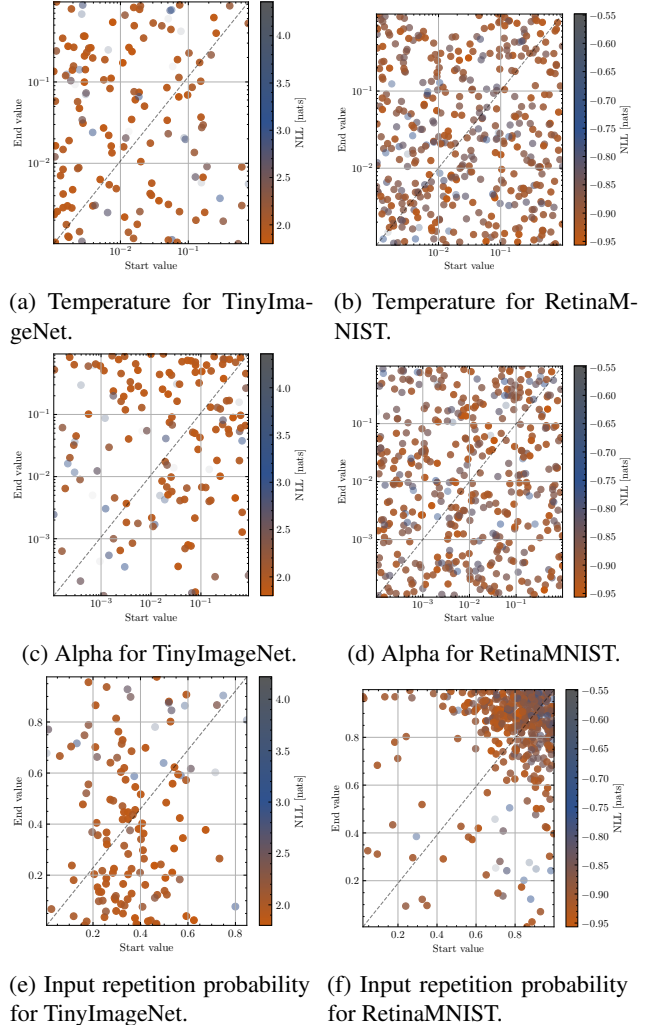 10⁻¹
10⁻²
End value
10⁻² 10⁻¹
Start value
4.0
3.5
3.0
2.5
2.0
NLL [nats]
10⁻¹
10⁻²
End value
10⁻² 10⁻¹
Start value
−0.55
−0.60
−0.65
−0.70
−0.75
−0.80
−0.85
−0.90
−0.95
NLL [nats]
(a) Temperature for TinyIma-
geNet.
(b) Temperature for RetinaM-
NIST.
10⁻¹
10⁻²
10⁻³
End value
10⁻³ 10⁻² 10⁻¹
Start value
4.0
3.5
3.0
2.5
2.0
NLL [nats]
10⁻¹
10⁻²
10⁻³
End value
10⁻³ 10⁻² 10⁻¹
Start value
−0.55
−0.60
−0.65
−0.70
−0.75
−0.80
−0.85
−0.90
−0.95
NLL [nats]
(c) Alpha for TinyImageNet.
(d) Alpha for RetinaMNIST.
0.8
0.6
0.4
0.2
End value
0.2 0.4 0.6 0.8
Start value
4.0
3.5
3.0
2.5
2.0
NLL [nats]
0.8
0.6
0.4
0.2
End value
0.2 0.4 0.6 0.8
Start value
−0.55
−0.60
−0.65
−0.70
−0.75
−0.80
−0.85
−0.90
−0.95
NLL [nats]
(e) Input repetition probability
for TinyImageNet.
(f) Input repetition probability
for RetinaMNIST.